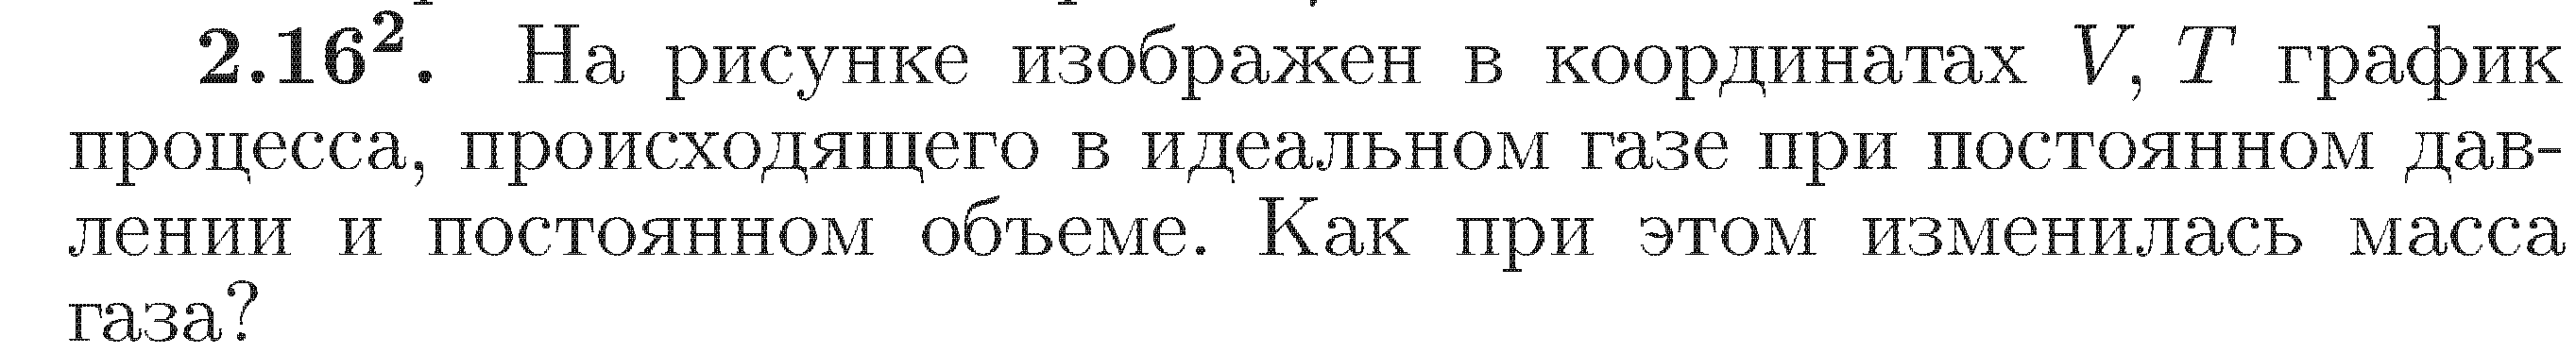 2.16². На рисунке изображен в координатах V, T график
процесса, происходящего в идеальном газе при постоянном дав-
лении и постоянном объеме. Как при этом изменилась масса
газа?